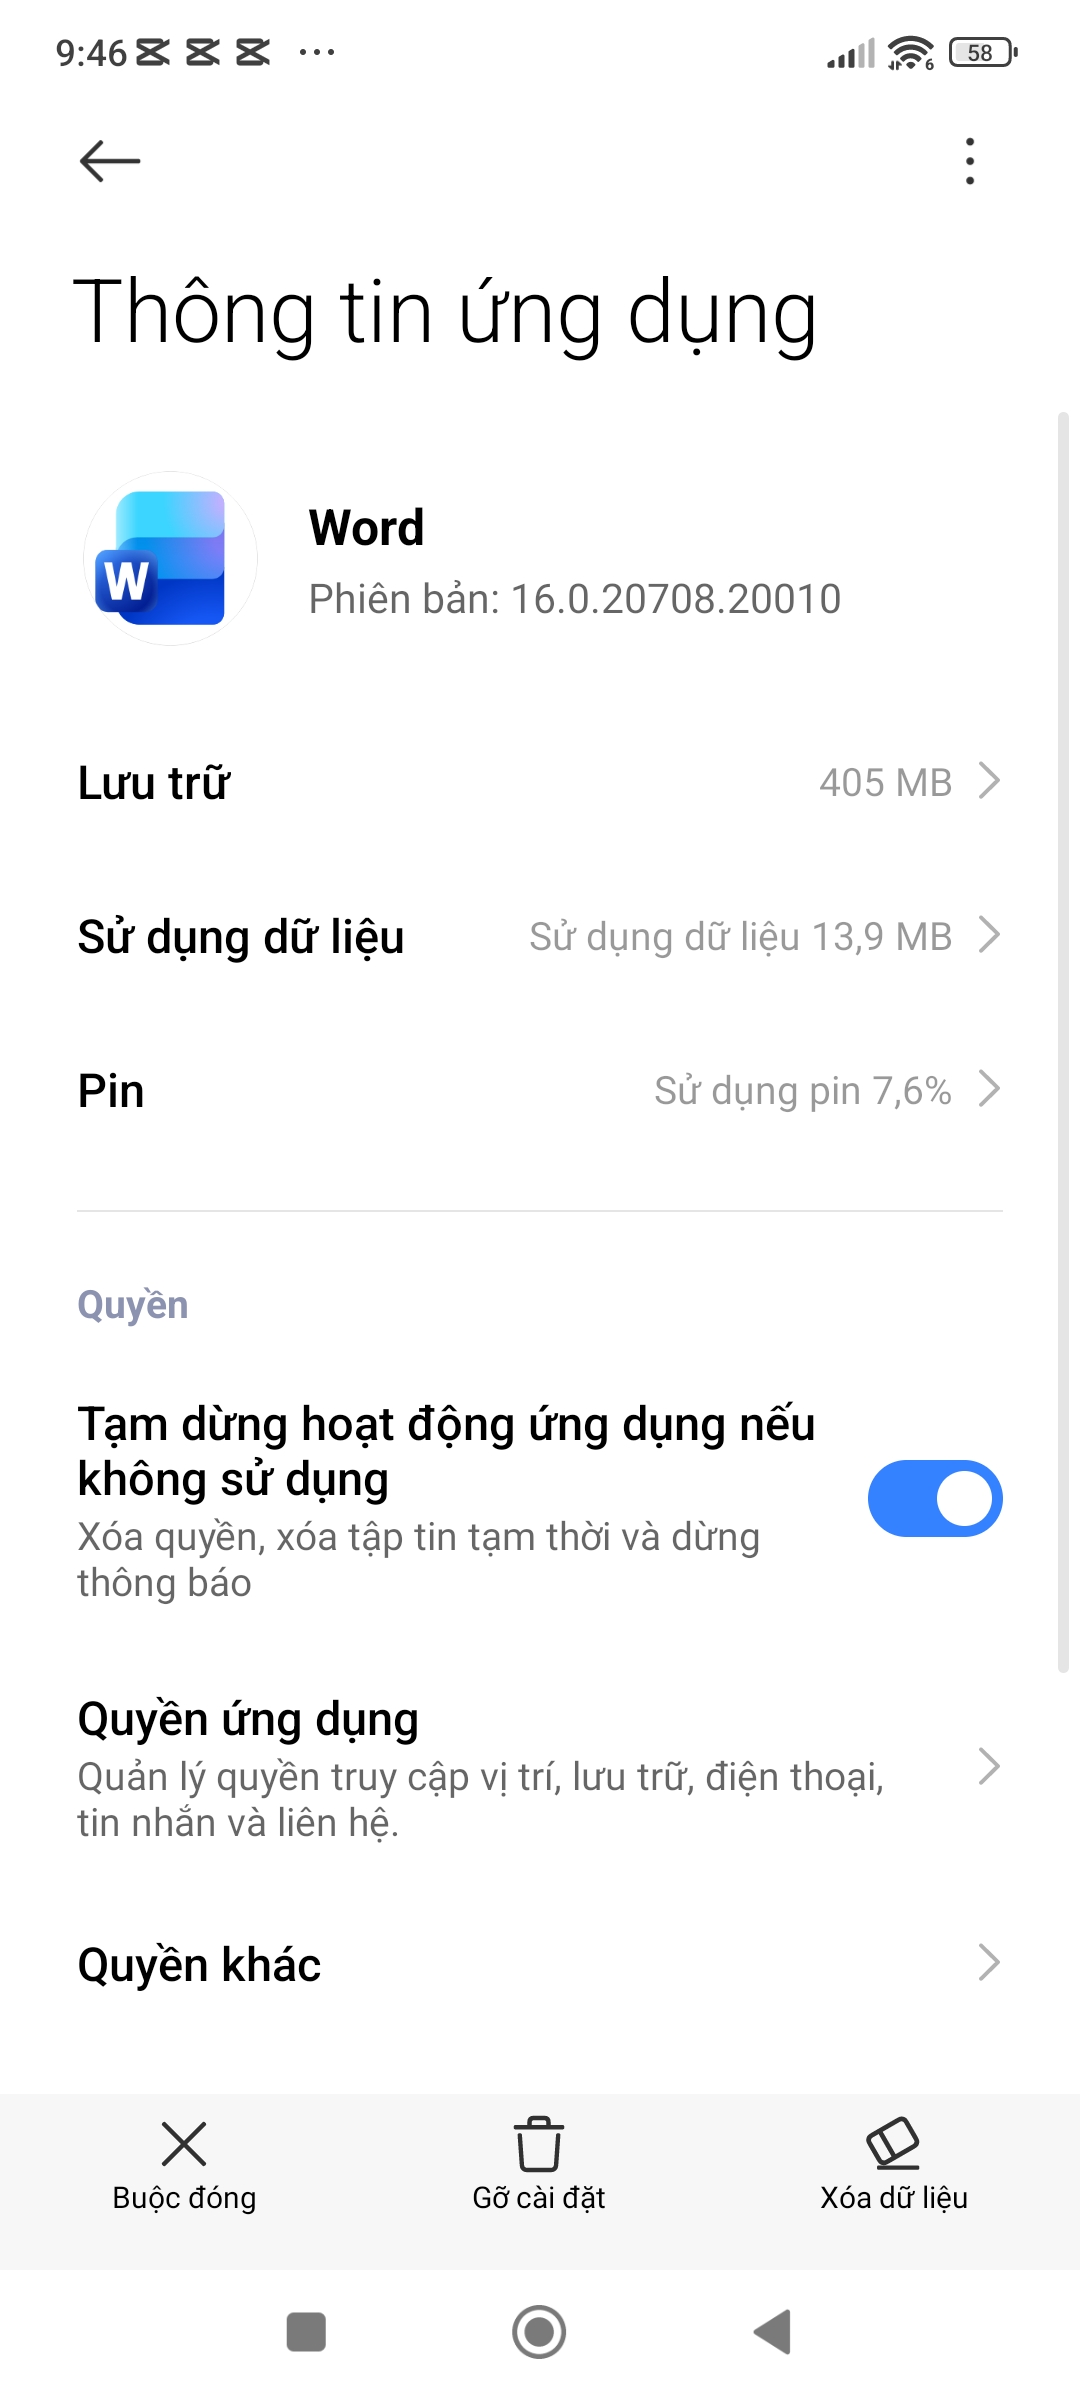 9:46
6
58
Thông tin ứng dụng
W
Word
Phiên bản: 16.0.20708.20010
Lưu trữ 405 MB
Sử dụng dữ liệu Sử dụng dữ liệu 13,9 MB
Pin Sử dụng pin 7,6%
Quyền
Tạm dừng hoạt động ứng dụng nếu
không sử dụng
Xóa quyền, xóa tập tin tạm thời và dừng
thông báo
Quyền ứng dụng
Quản lý quyền truy cập vị trí, lưu trữ, điện thoại,
tin nhắn và liên hệ.
Quyền khác
Buộc đóng Gỡ cài đặt Xóa dữ liệu